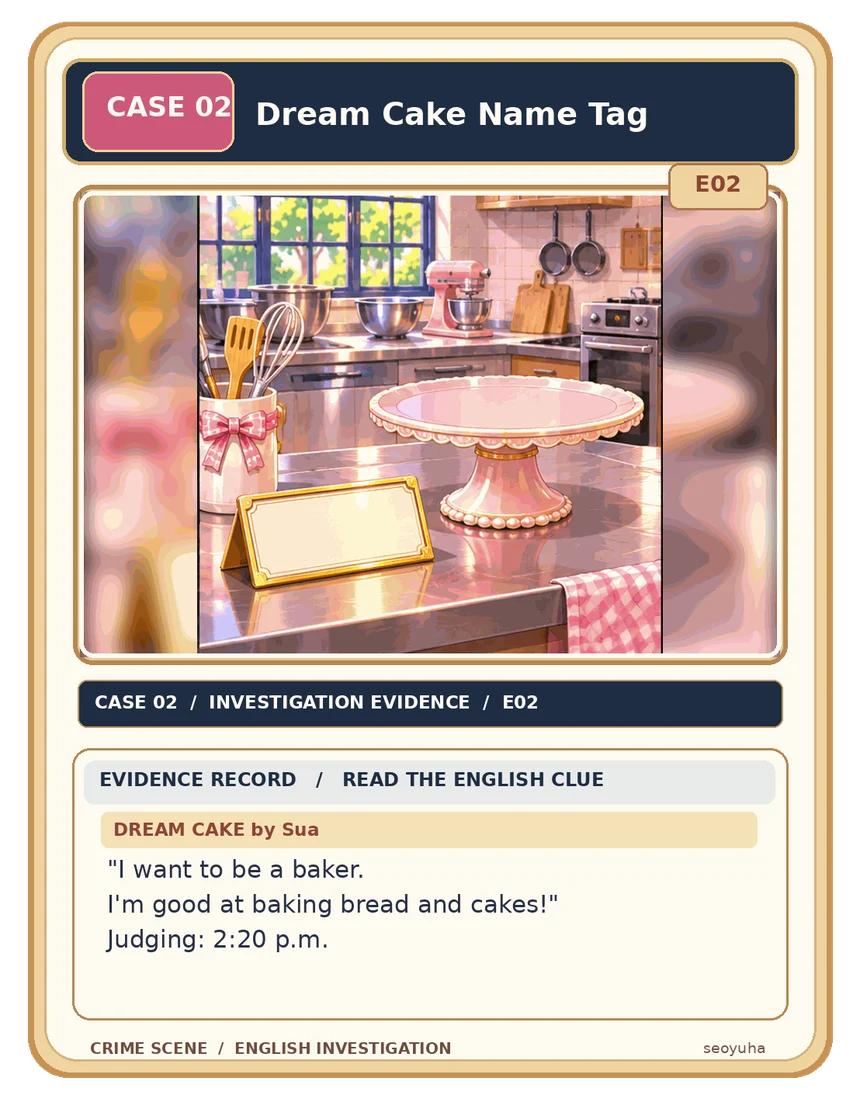 CASE 02
Dream Cake Name Tag
E02
CASE 02 / INVESTIGATION EVIDENCE / E02
EVIDENCE RECORD / READ THE ENGLISH CLUE
DREAM CAKE by Sua
"I want to be a baker.
I'm good at baking bread and cakes!"
Judging: 2:20 p.m.
CRIME SCENE / ENGLISH INVESTIGATION
seoyuha